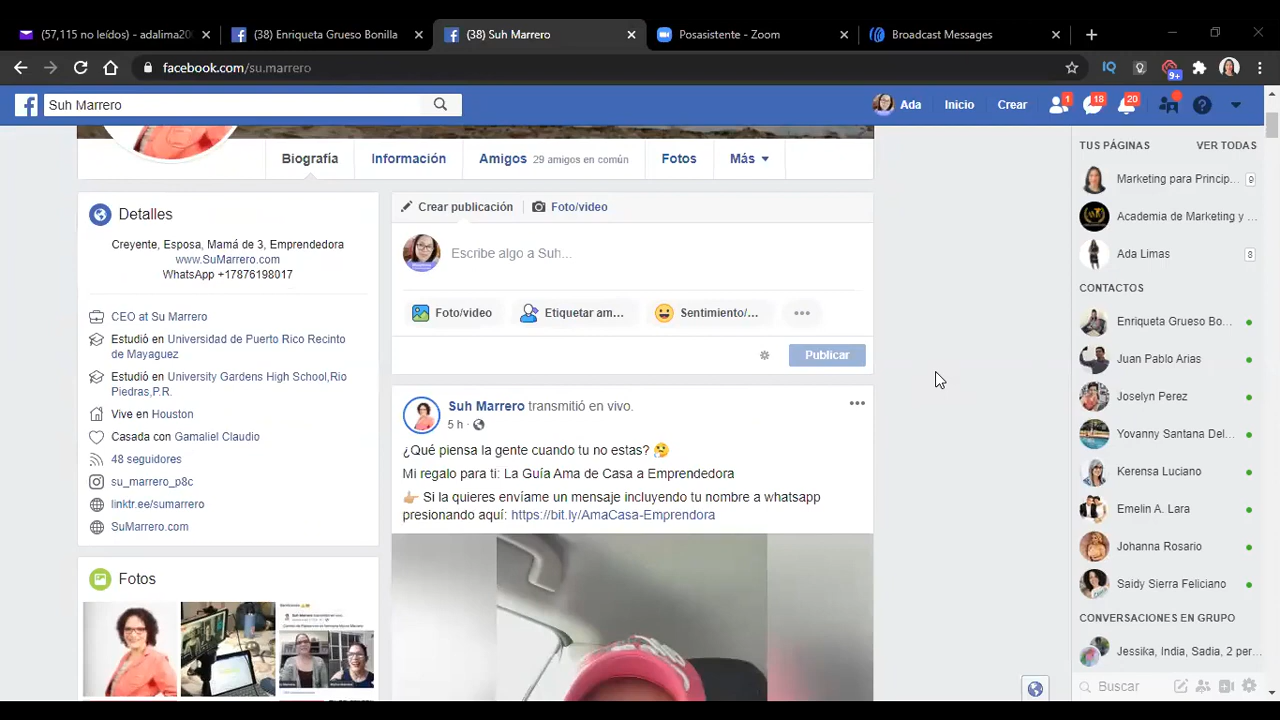 (57,115 no leídos) - adalima20
(38) Enriqueta Grueso Bonilla
(38) Suh Marrero
Posasistente - Zoom
Broadcast Messages
facebook.com/su.marrero
9+
Suh Marrero
Ada
Inicio
Crear
1
18
20
Biografía
Información
Amigos 29 amigos en común
Fotos
Más
TUS PÁGINAS
VER TODAS
Marketing para Princip...
9
Academia de Marketing y ...
Ada Limas
8
CONTACTOS
Enriqueta Grueso Bo...
Juan Pablo Arias
Joselyn Perez
Yovanny Santana Del...
Kerensa Luciano
Emelin A. Lara
Johanna Rosario
Saidy Sierra Feliciano
CONVERSACIONES EN GRUPO
Jessika, India, Sadia, 2 per...
Buscar
Detalles
Creyente, Esposa, Mamá de 3, Emprendedora
www.SuMarrero.com
WhatsApp +17876198017
CEO at Su Marrero
Estudió en Universidad de Puerto Rico Recinto
de Mayaguez
Estudió en University Gardens High School,Rio
Piedras,P.R.
Vive en Houston
Casada con Gamaliel Claudio
48 seguidores
su_marrero_p8c
linktr.ee/sumarrero
SuMarrero.com
Fotos
Crear publicación
Foto/video
Escribe algo a Suh...
Foto/video
Etiquetar am...
Sentimiento/...
Publicar
Suh Marrero transmitió en vivo.
5 h
¿Qué piensa la gente cuando tu no estas? 🤔
Mi regalo para ti: La Guía Ama de Casa a Emprendedora
👉🏼 Si la quieres envíame un mensaje incluyendo tu nombre a whatsapp
presionando aquí: https://bit.ly/AmaCasa-Emprendora